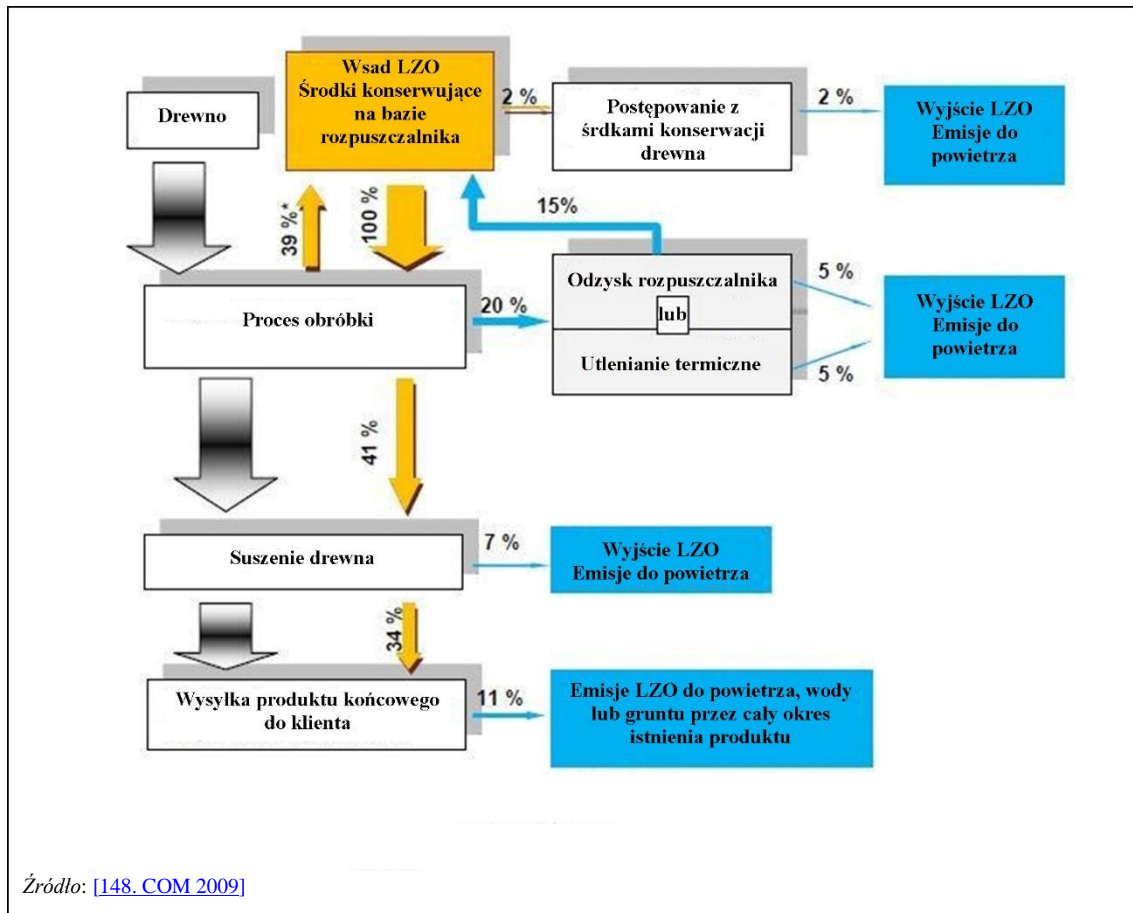 Drewno
Wsad LZO
Środki konserwujące
na bazie
rozpuszczalnika
2 %
Postępowanie z
śrdkami konserwacji
drewna
2 %
Wyjście LZO
Emisje do
powietrza
39 %*
100 %
15%
Proces obróbki
20 %
Odzysk rozpuszczalnika
lub
Utlenianie termiczne
5 %
5 %
Wyjście LZO
Emisje do
powietrza
41 %
Suszenie drewna
7 %
Wyjście LZO
Emisje do powietrza
34 %
Wysyłka produktu końcowego
do klienta
11 %
Emisje LZO do powietrza, wody
lub gruntu przez cały okres
istnienia produktu
Źródło: [148. COM 2009]